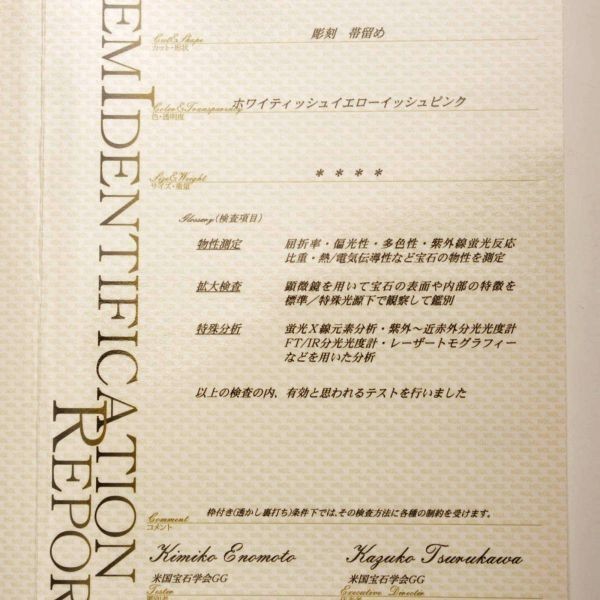 EM IDENTIFICATION
REPOR
彫刻 帯留め
Cut&Shape
カット・形状
ホワイティッシュイエローイッシュピンク
Color&Transparency
色・透明度
＊＊＊＊
Size&Weight
サイズ・重量
Glossary (検査項目)
物性測定 屈折率・偏光性・多色性・紫外線蛍光反応
比重・熱/電気伝導性など宝石の物性を測定
拡大検査 顕微鏡を用いて宝石の表面や内部の特徴を
標準／特殊光源下で観察して鑑別
特殊分析 蛍光X線元素分析・紫外～近赤外分光光度計
FT/IR分光光度計・レーザートモグラフィー
などを用いた分析
以上の検査の内、有効と思われるテストを行いました
Comment 枠付き(透かし裏打ち)条件下では、その検査方法に各種の制約を受けます。
コメント
Kimiko Enomoto Kazuko Tsurukawa
米国宝石学会GG 米国宝石学会GG
Tester Executive